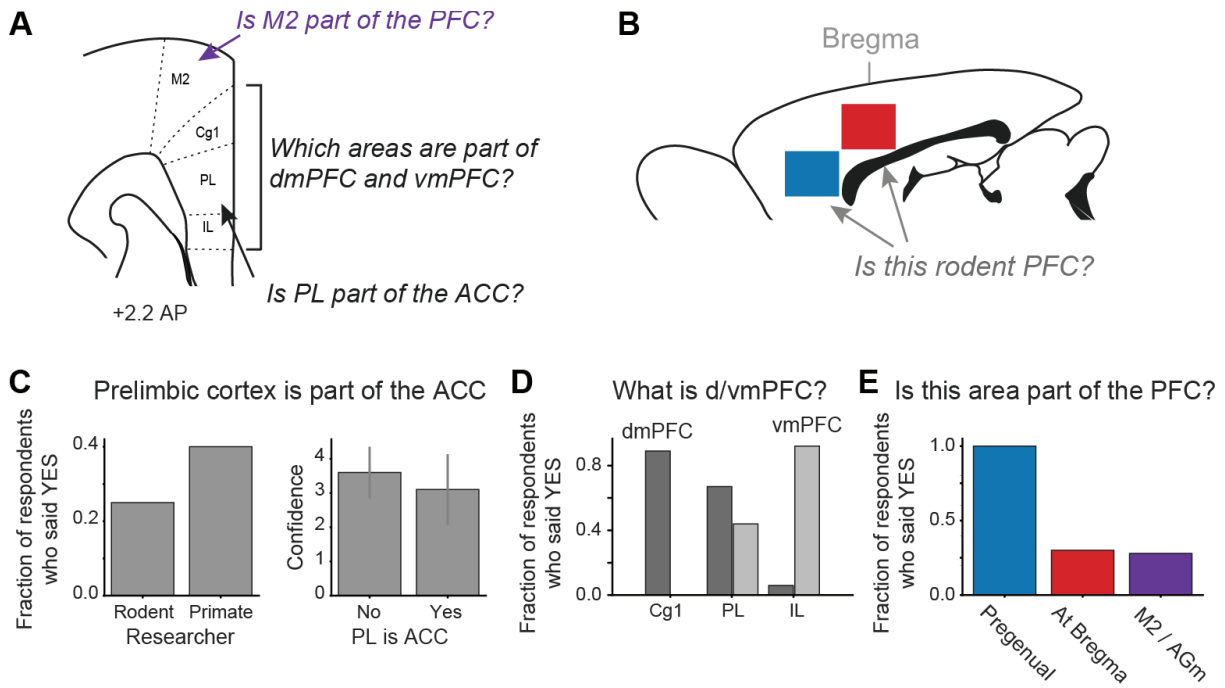 A
Is M2 part of the PFC?
M2
Cg1
PL
IL
Which areas are part of
dmPFC and vmPFC?
Is PL part of the ACC?
+2.2 AP
B
Bregma
Is this rodent PFC?
C
Prelimbic cortex is part of the ACC
Fraction of respondents
who said YES
0.4
0.2
0.0
Rodent
Primate
Researcher
Confidence
4
3
2
1
0
No
Yes
PL is ACC
D
What is d/vmPFC?
Fraction of respondents
who said YES
dmPFC
vmPFC
0.8
0.4
0.0
Cg1
PL
IL
E
Is this area part of the PFC?
Fraction of respondents
who said YES
1.0
0.5
0.0
Pregenual
At Bregma
M2 / AGm